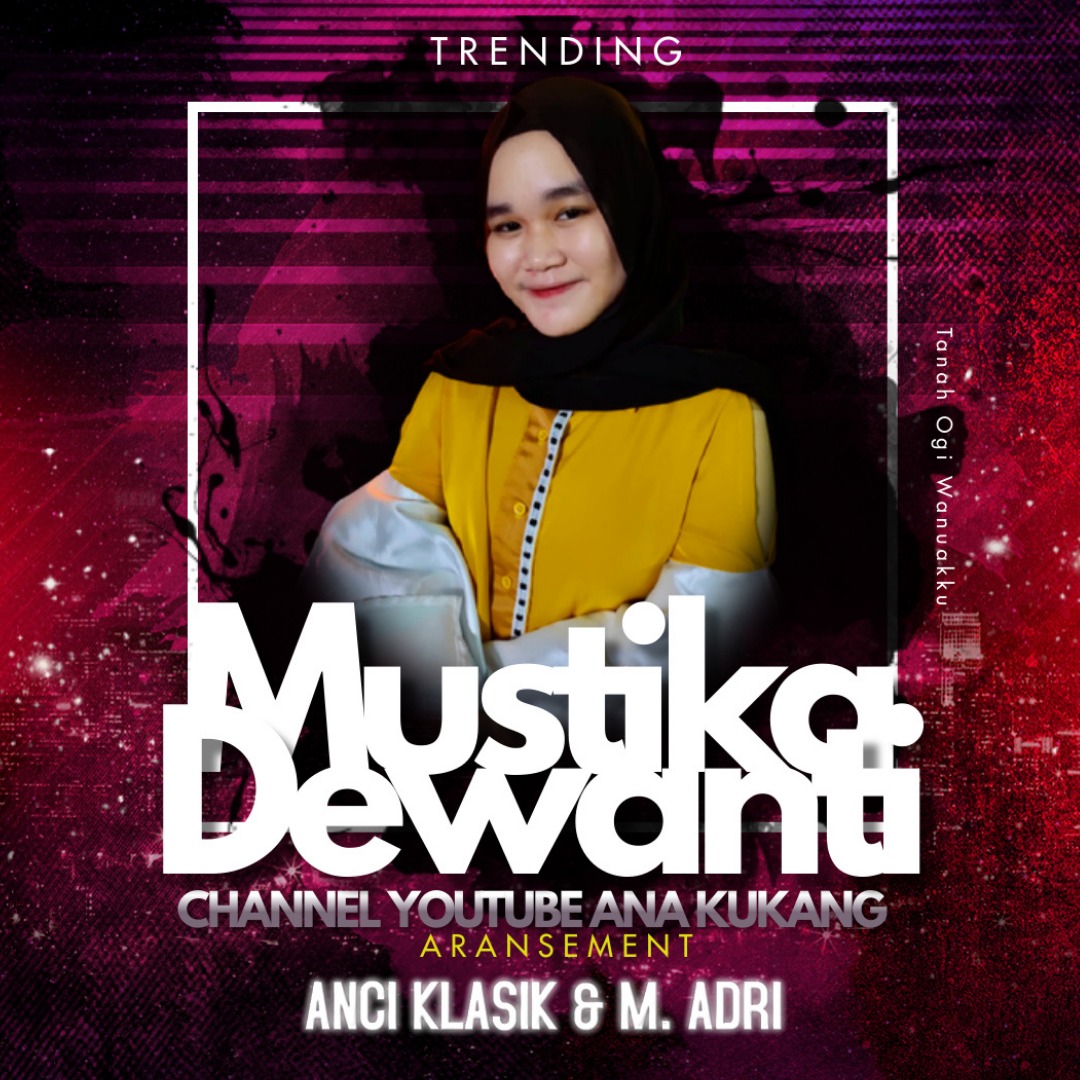 TRENDING
Tanah Ogi Wanuakku
Mustika
Dewanti
CHANNEL YOUTUBE ANA KUKANG
ARANSEMENT
ANCI KLASIK & M. ADRI